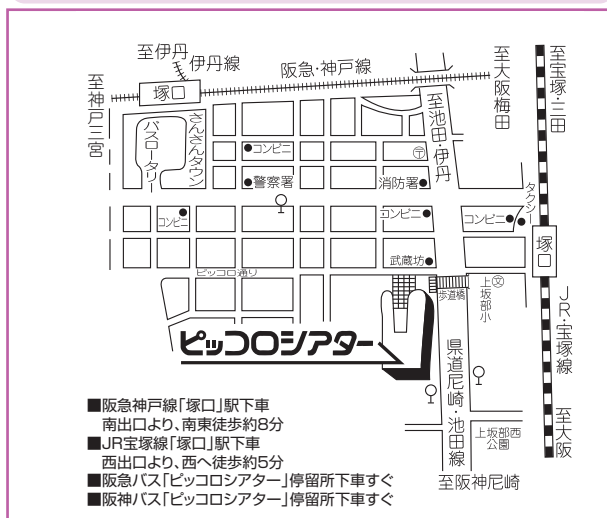 至伊丹
伊丹線
阪急・神戸線
至神戸三宮
塚口
至大阪梅田
至宝塚・三田
至池田・伊丹
バスロータリー
さんさんタウン
コンビニ
〒
警察署
消防署
タクシー
コンビニ
コンビニ
コンビニ
塚口
武蔵坊
ピッコロ通り
歩道橋
上坂部小
文
JR・宝塚線
ピッコロシアター
県道尼崎・池田線
上坂部西公園
至大阪
至阪神尼崎
■阪急神戸線「塚口」駅下車
南出口より、南東徒歩約8分
■JR宝塚線「塚口」駅下車
西出口より、西へ徒歩約5分
■阪急バス「ピッコロシアター」停留所下車すぐ
■阪神バス「ピッコロシアター」停留所下車すぐ